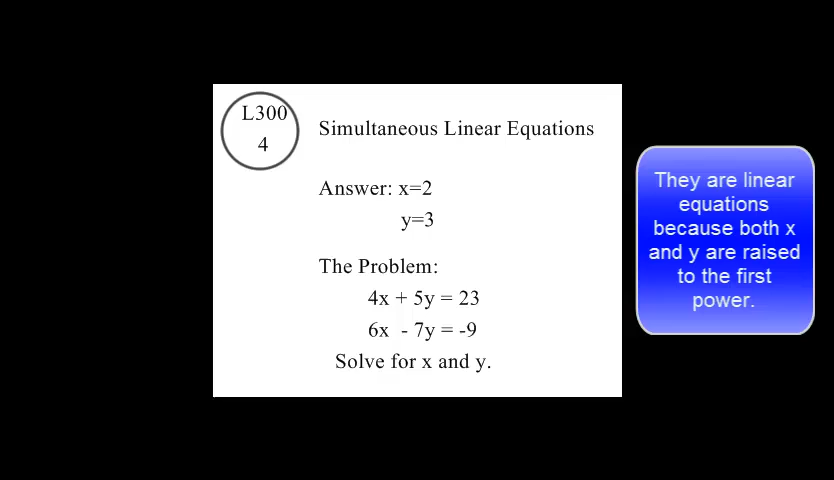 L300
4
Simultaneous Linear Equations
Answer: x=2
y=3
The Problem:
4x + 5y = 23
6x - 7y = -9
Solve for x and y.
They are linear
equations
because both x
and y are raised
to the first
power.